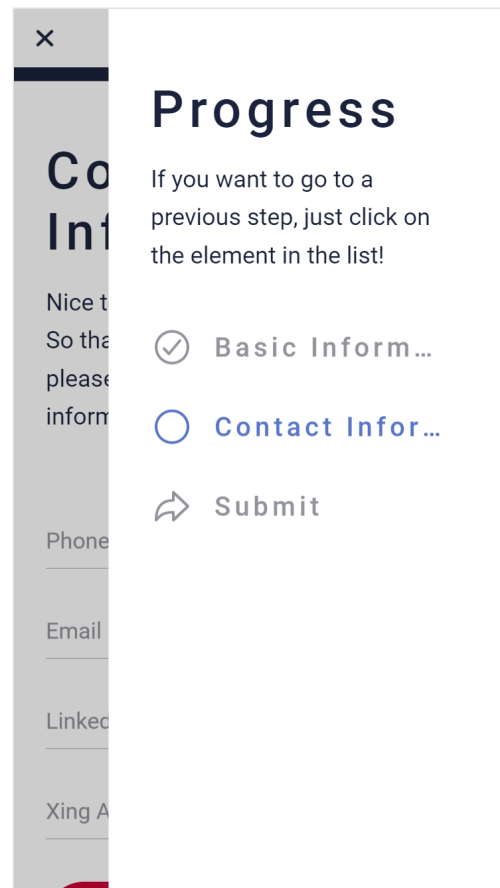 Progress
If you want to go to a
previous step, just click on
the element in the list!
Basic Inform...
Contact Infor...
Submit
Co
Inf
Nice t
So tha
please
inform
Phone
Email
Linked
Xing A